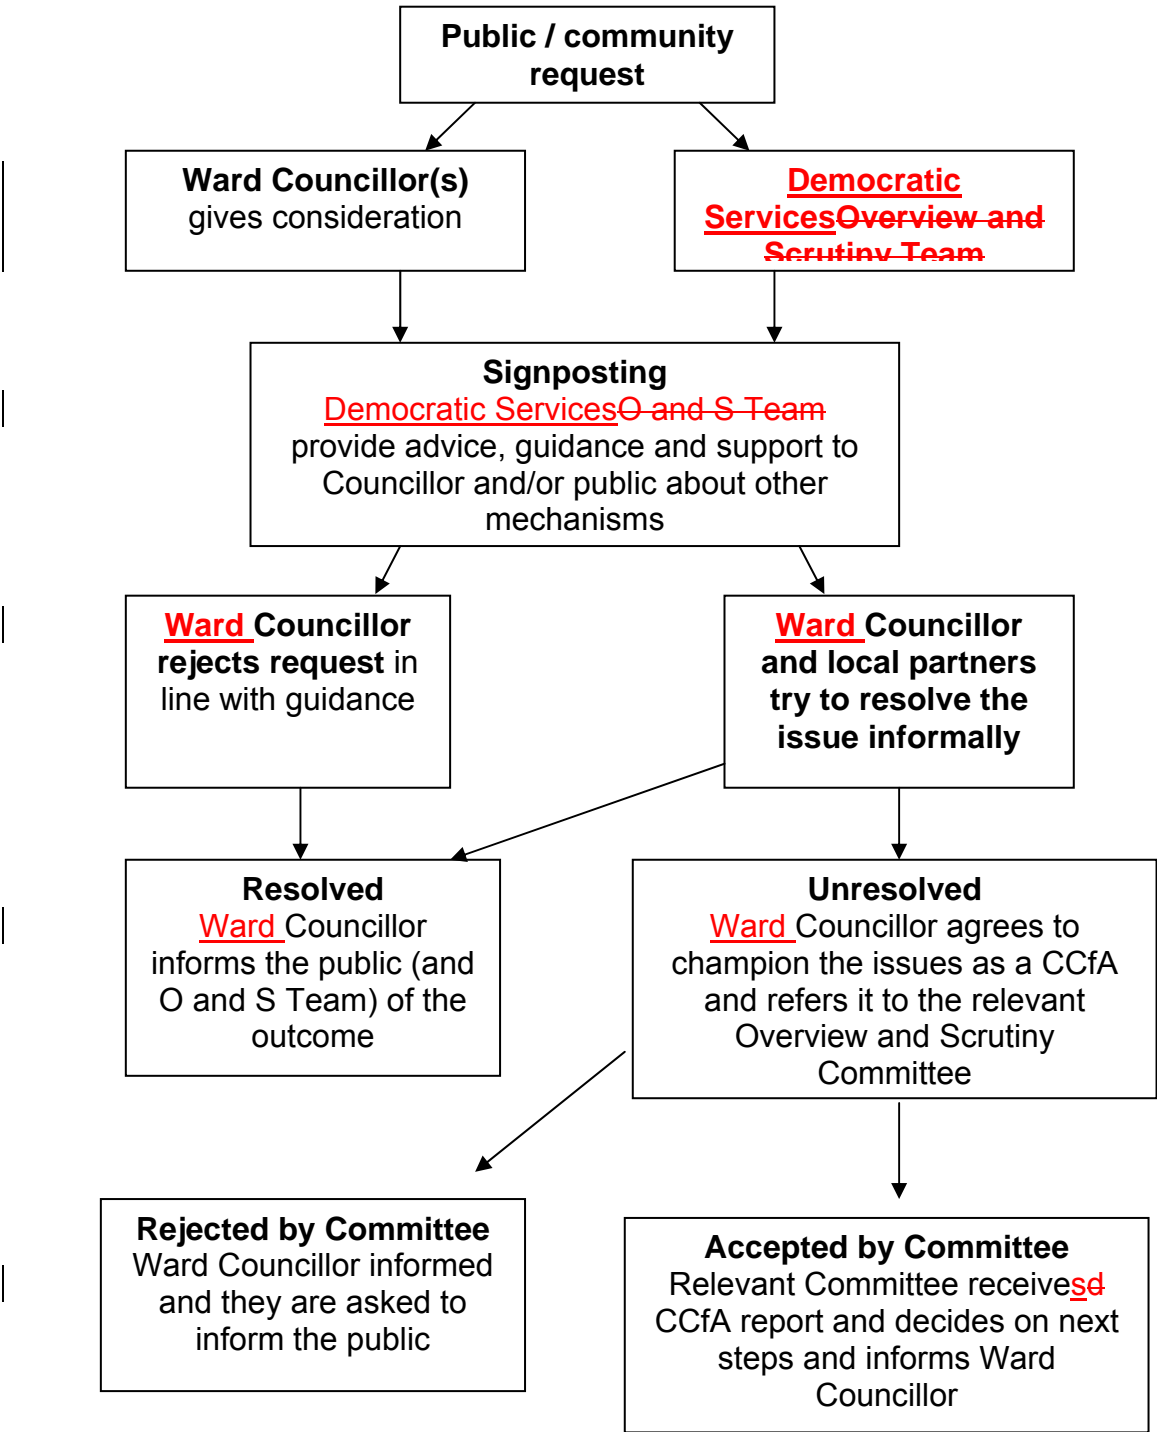 Public / community
request
Ward Councillor(s)
gives consideration
Democratic
ServicesOverview and
Scrutiny Team
Signposting
Democratic ServicesO and S Team
provide advice, guidance and support to
Councillor and/or public about other
mechanisms
Ward Councillor
rejects request in
line with guidance
Ward Councillor
and local partners
try to resolve the
issue informally
Resolved
Ward Councillor
informs the public (and
O and S Team) of the
outcome
Unresolved
Ward Councillor agrees to
champion the issues as a CCfA
and refers it to the relevant
Overview and Scrutiny
Committee
Rejected by Committee
Ward Councillor informed
and they are asked to
inform the public
Accepted by Committee
Relevant Committee receivesd
CCfA report and decides on next
steps and informs Ward
Councillor